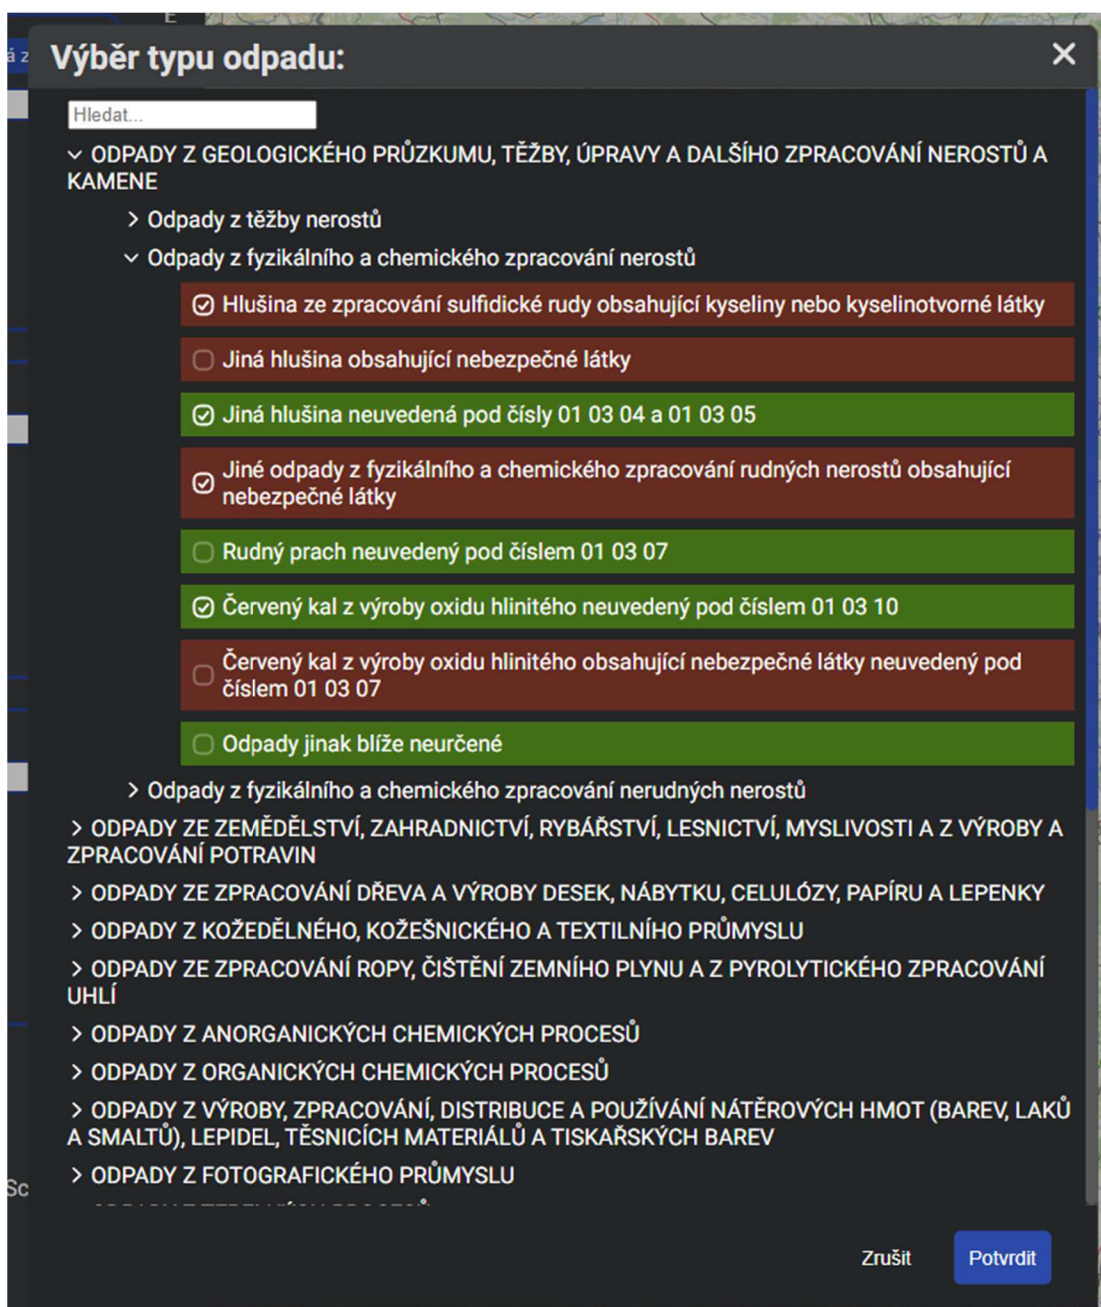 E
á z
Výběr typu odpadu:
Hledat...
ODPADY Z GEOLOGICKÉHO PRŮZKUMU, TĚŽBY, ÚPRAVY A DALŠÍHO ZPRACOVÁNÍ NEROSTŮ A
KAMENE
Odpady z těžby nerostů
Odpady z fyzikálního a chemického zpracování nerostů
Hlušina ze zpracování sulfidické rudy obsahující kyseliny nebo kyselinotvorné látky
Jiná hlušina obsahující nebezpečné látky
Jiná hlušina neuvedená pod čísly 01 03 04 a 01 03 05
Jiné odpady z fyzikálního a chemického zpracování rudných nerostů obsahující
nebezpečné látky
Rudný prach neuvedený pod číslem 01 03 07
Červený kal z výroby oxidu hlinitého neuvedený pod číslem 01 03 10
Červený kal z výroby oxidu hlinitého obsahující nebezpečné látky neuvedený pod
číslem 01 03 07
Odpady jinak blíže neurčené
Odpady z fyzikálního a chemického zpracování nerudných nerostů
ODPADY ZE ZEMĚDĚLSTVÍ, ZAHRADNICTVÍ, RYBÁŘSTVÍ, LESNICTVÍ, MYSLIVOSTI A Z VÝROBY A
ZPRACOVÁNÍ POTRAVIN
ODPADY ZE ZPRACOVÁNÍ DŘEVA A VÝROBY DESEK, NÁBYTKU, CELULÓZY, PAPÍRU A LEPENKY
ODPADY Z KOŽEDĚLNÉHO, KOŽEŠNICKÉHO A TEXTILNÍHO PRŮMYSLU
ODPADY ZE ZPRACOVÁNÍ ROPY, ČIŠTĚNÍ ZEMNÍHO PLYNU A Z PYROLYTICKÉHO ZPRACOVÁNÍ
UHLÍ
ODPADY Z ANORGANICKÝCH CHEMICKÝCH PROCESŮ
ODPADY Z ORGANICKÝCH CHEMICKÝCH PROCESŮ
ODPADY Z VÝROBY, ZPRACOVÁNÍ, DISTRIBUCE A POUŽÍVÁNÍ NÁTĚROVÝCH HMOT (BAREV, LAKŮ
A SMALTŮ), LEPIDEL, TĚSNICÍCH MATERIÁLŮ A TISKAŘSKÝCH BAREV
ODPADY Z FOTOGRAFICKÉHO PRŮMYSLU
Sc
Zrušit
Potvrdit